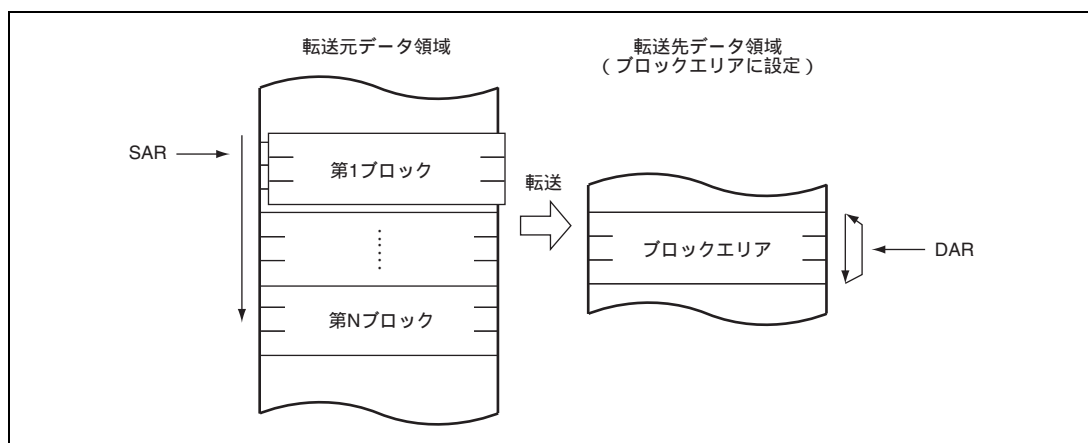 転送元データ領域
転送先データ領域
(ブロックエリアに設定)
SAR
第1ブロック
転送
ブロックエリア
DAR
第Nブロック